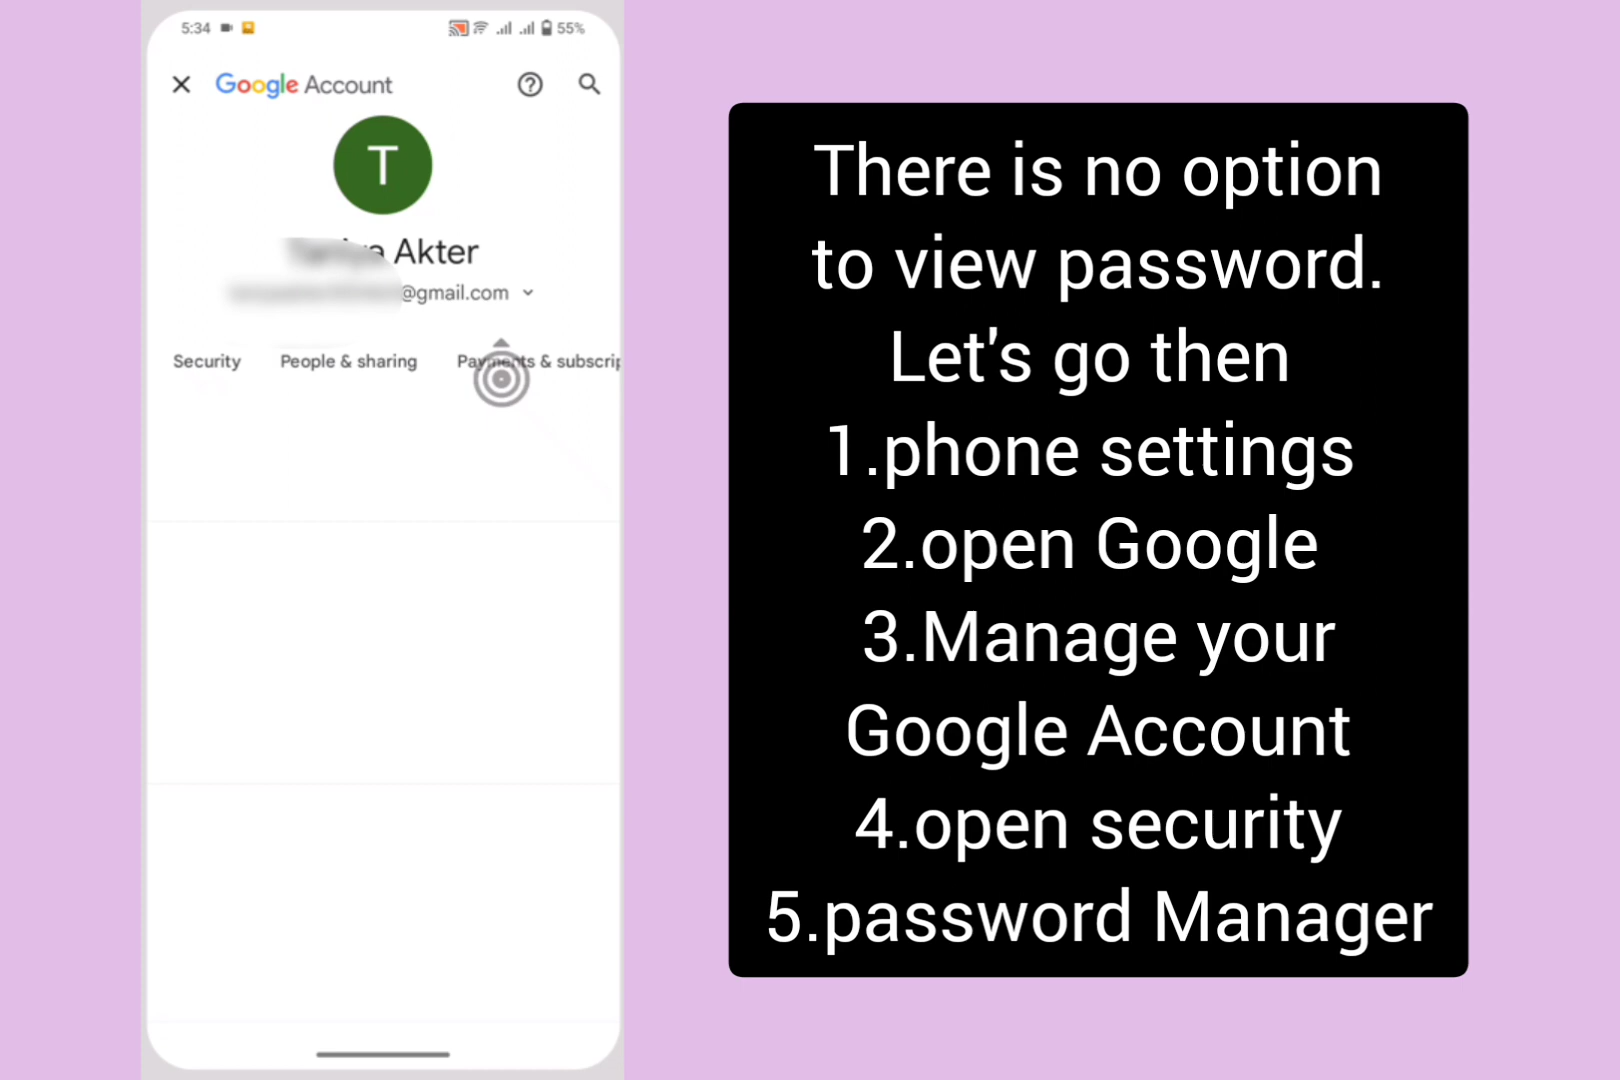 5:34
55%
Google Account
T
Akter
@gmail.com
Security People & sharing Payments & subscrip
There is no option
to view password.
Let's go then
1.phone settings
2.open Google
3.Manage your
Google Account
4.open security
5.password Manager